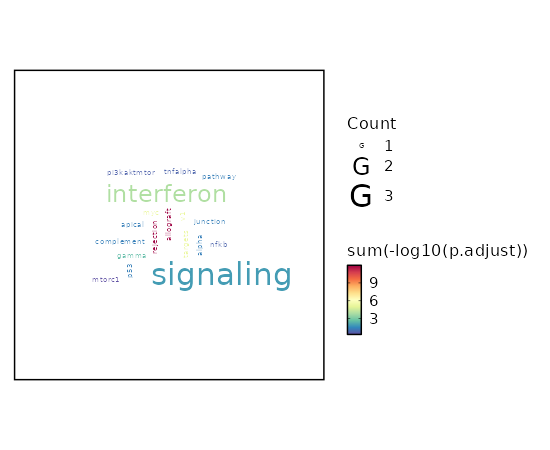 pi3kaktmtor tnfalpha pathway
interferon
apical rejection allograft targets junction
complement alpha nfkb
gamma
mtorc1 p53 signaling
Count
G 1
G 2
G 3
sum(-log10(p.adjust))
9
6
3